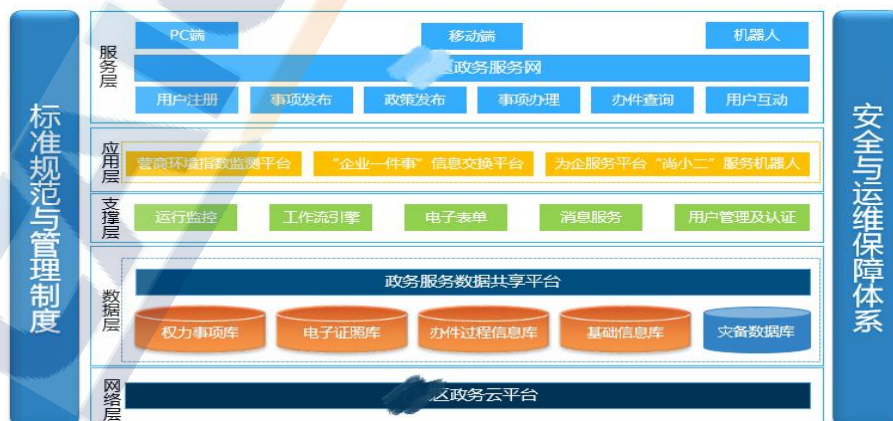 标准规范与管理制度
服务层
PC端
移动端
机器人
区政务服务网
用户注册
事项发布
政策发布
事项办理
办件查询
用户互动
应用层
营商环境指数监测平台
“企业一件事”信息交换平台
为企服务平台“尚小二”服务机器人
支撑层
运行监控
工作流引擎
电子表单
消息服务
用户管理及认证
数据层
政务服务数据共享平台
权力事项库
电子证照库
办件过程信息库
基础信息库
灾备数据库
网络层
区政务云平台
安全与运维保障体系